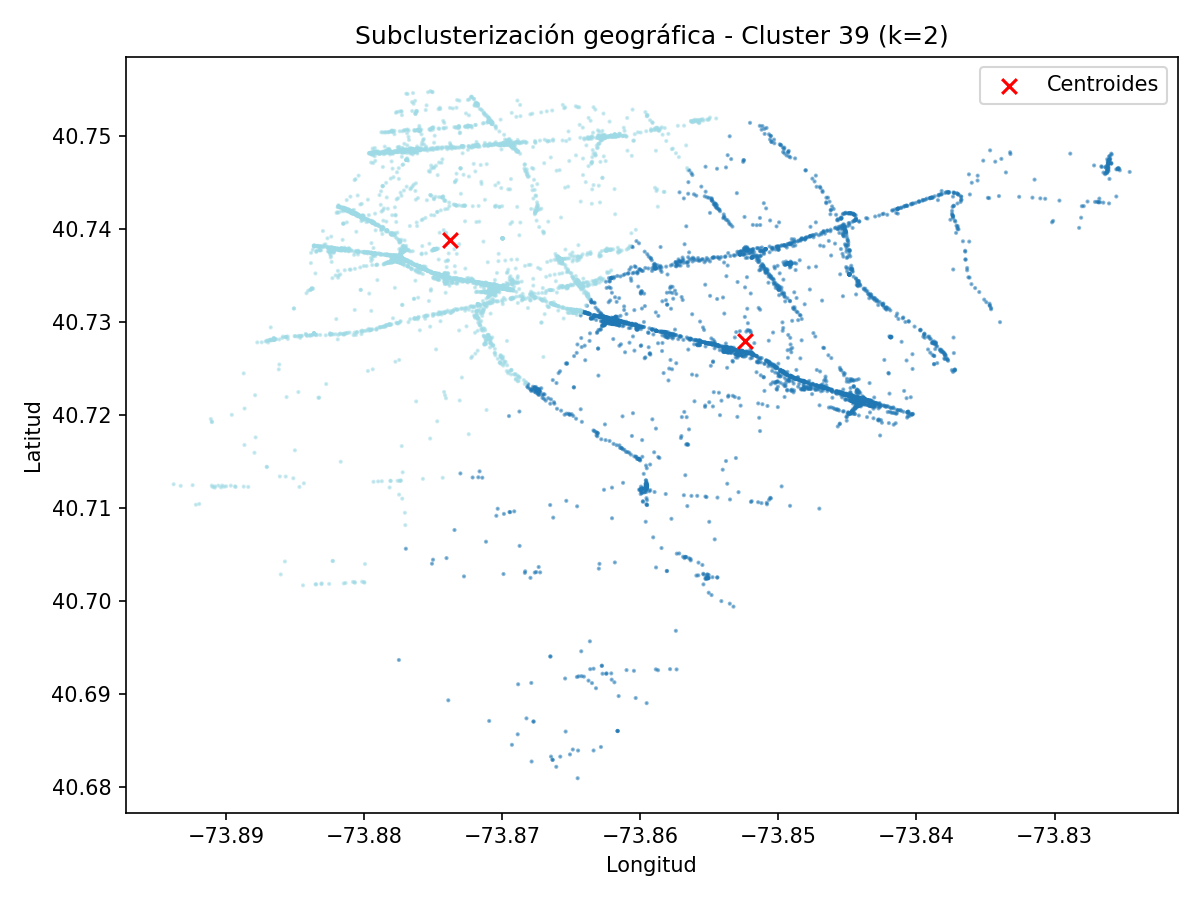 Subclusterización geográfica - Cluster 39 (k=2)
Centroides
40.75
40.74
40.73
40.72
40.71
40.70
40.69
40.68
Latitud
−73.89 −73.88 −73.87 −73.86 −73.85 −73.84 −73.83
Longitud